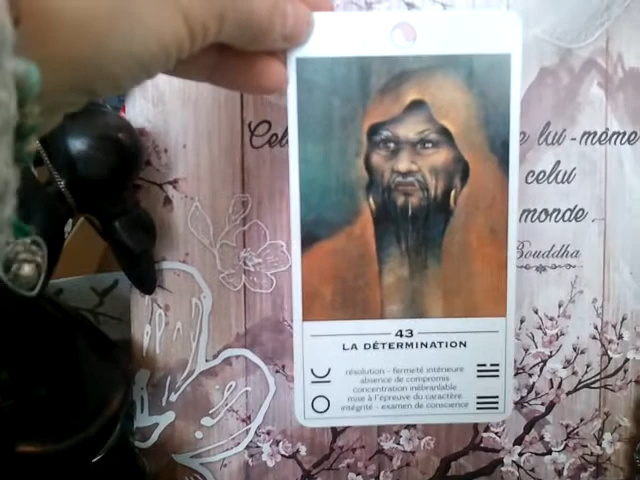 Cel
e lui-même
celui
monde.
Bouddha
43
LA DÉTERMINATION
résolution - fermeté intérieure
absence de compromis
concentration inébranlable
mise à l'épreuve du caractère
intégrité - examen de conscience